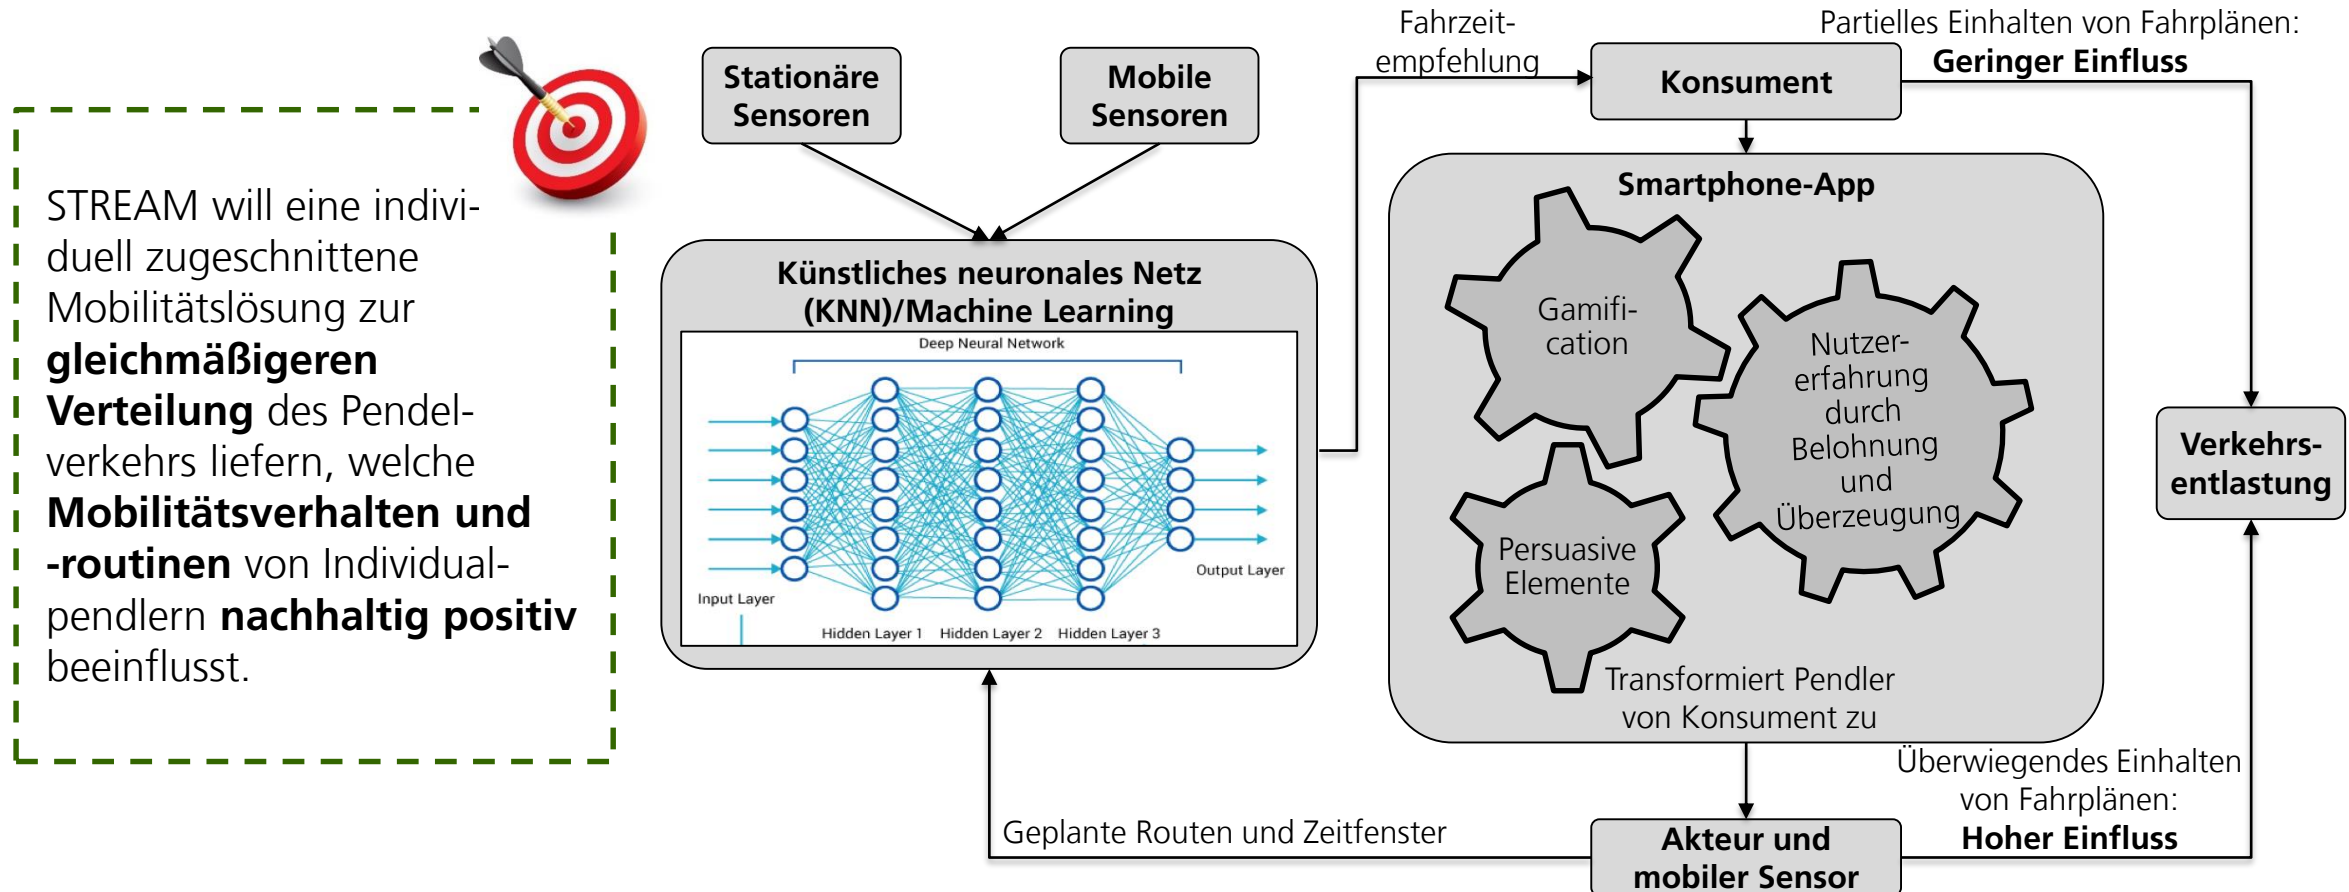 STREAM will eine indivi-
duell zugeschnittene
Mobilitätslösung zur
gleichmäßigeren
Verteilung des Pendel-
verkehrs liefern, welche
Mobilitätsverhalten und
-routinen von Individual-
pendlern nachhaltig positiv
beeinflusst.
Stationäre
Sensoren
Mobile
Sensoren
Künstliches neuronales Netz
(KNN)/Machine Learning
Deep Neural Network
Input Layer
Hidden Layer 1
Hidden Layer 2
Hidden Layer 3
Output Layer
Fahrzeit-
empfehlung
Konsument
Partielles Einhalten von Fahrplänen:
Geringer Einfluss
Smartphone-App
Gamifi-
cation
Nutzer-
erfahrung
durch
Belohnung
und
Überzeugung
Persuasive
Elemente
Transformiert Pendler
von Konsument zu
Verkehrs-
entlastung
Überwiegendes Einhalten
von Fahrplänen:
Hoher Einfluss
Geplante Routen und Zeitfenster
Akteur und
mobiler Sensor